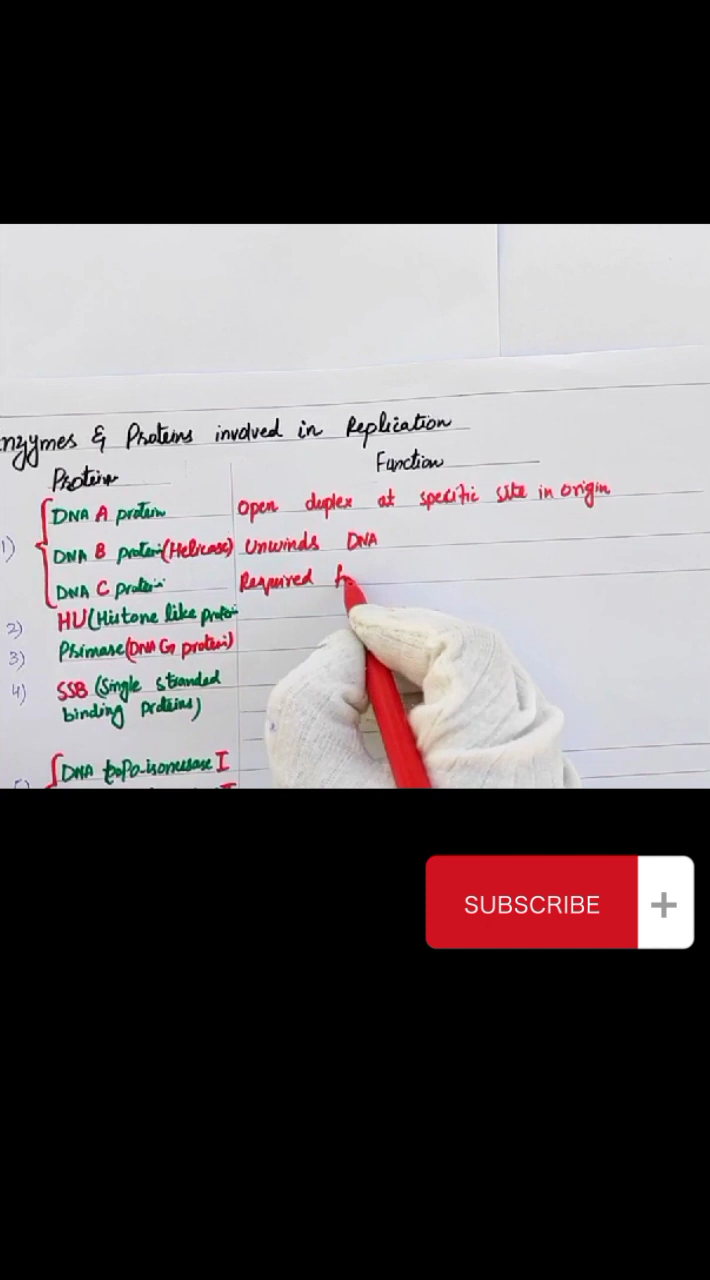 nzymes & Proteins involved in Replication
Protein Function
DNA A protein Open duplex at specific site in origin
1) DNA B protein (Helicase) Unwinds DNA
DNA C protein Required
2) HU (Histone like protein
3) Primase (DNA G protein)
4) SSB (Single stranded
binding proteins)
DNA topo-isomerase I
SUBSCRIBE +